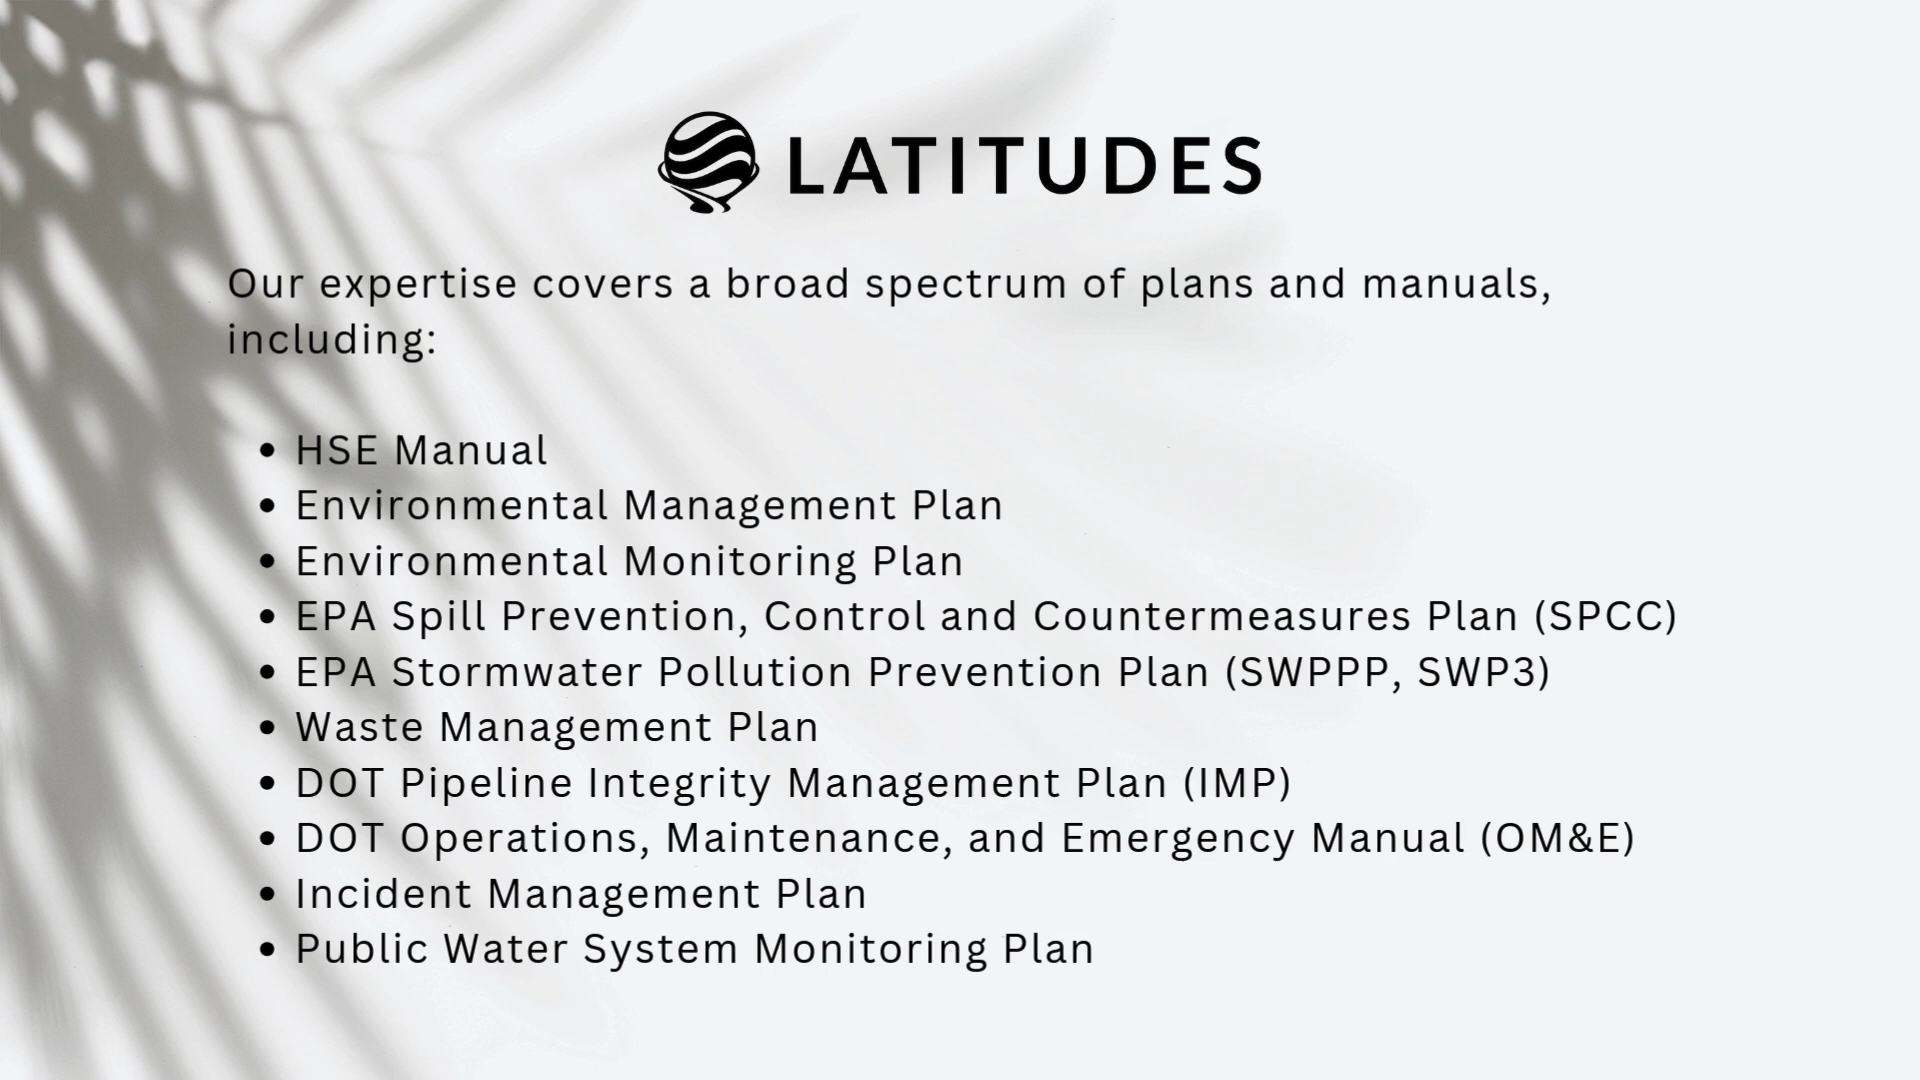 LATITUDES
Our expertise covers a broad spectrum of plans and manuals,
including:
• HSE Manual
• Environmental Management Plan
• Environmental Monitoring Plan
• EPA Spill Prevention, Control and Countermeasures Plan (SPCC)
• EPA Stormwater Pollution Prevention Plan (SWPPP, SWP3)
• Waste Management Plan
• DOT Pipeline Integrity Management Plan (IMP)
• DOT Operations, Maintenance, and Emergency Manual (OM&E)
• Incident Management Plan
• Public Water System Monitoring Plan